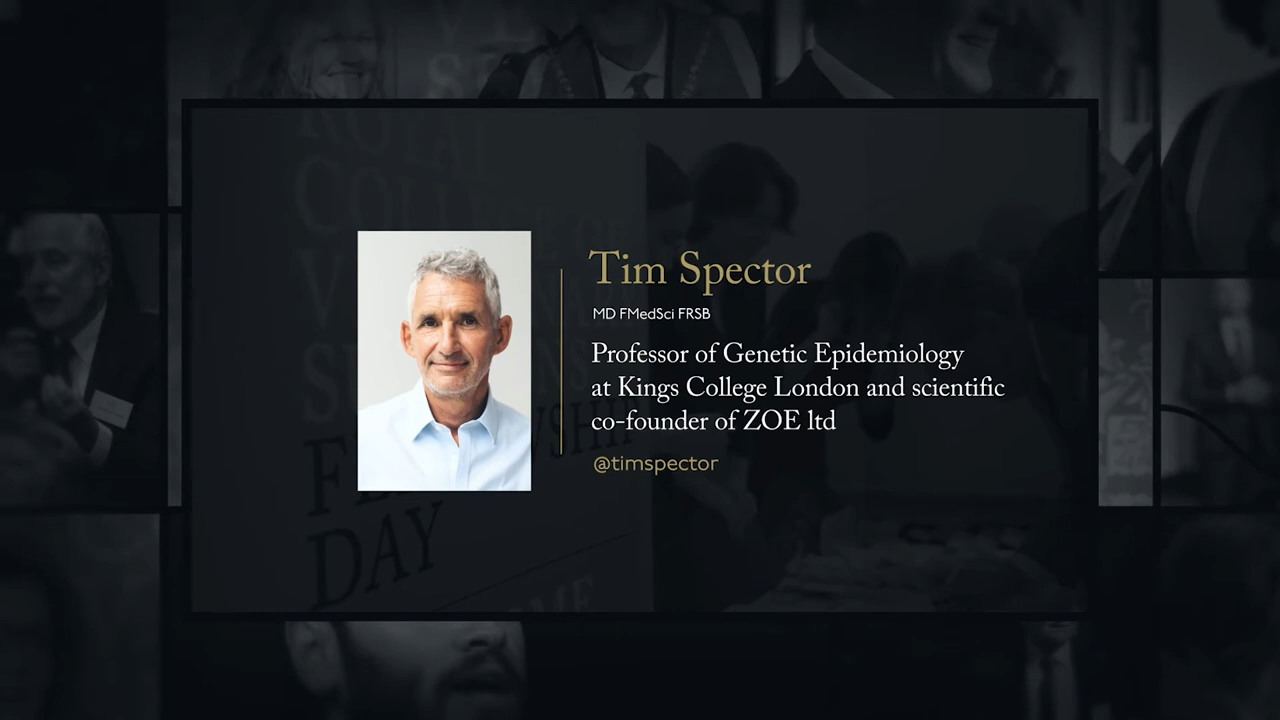 Tim Spector
MD FMedSci FRSB
Professor of Genetic Epidemiology
at Kings College London and scientific
co-founder of ZOE ltd
@timspector
DAY